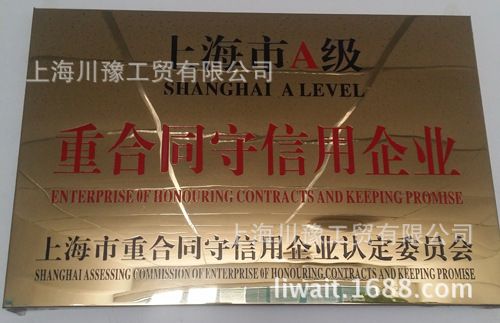 上海市A级
上海川豫工贸有限公司
SHANGHAI A LEVEL
重合同守信用企业
ENTERPRISE OF HONOURING CONTRACTS AND KEEPING PROMISE
上海川豫工贸有限公司
上海市重合同守信用企业认定委员会
SHANGHAI ASSESSING COMMISSION OF ENTERPRISE OF HONOURING CONTRACTS AND KEEPING PROMISE
liwait.1688.com